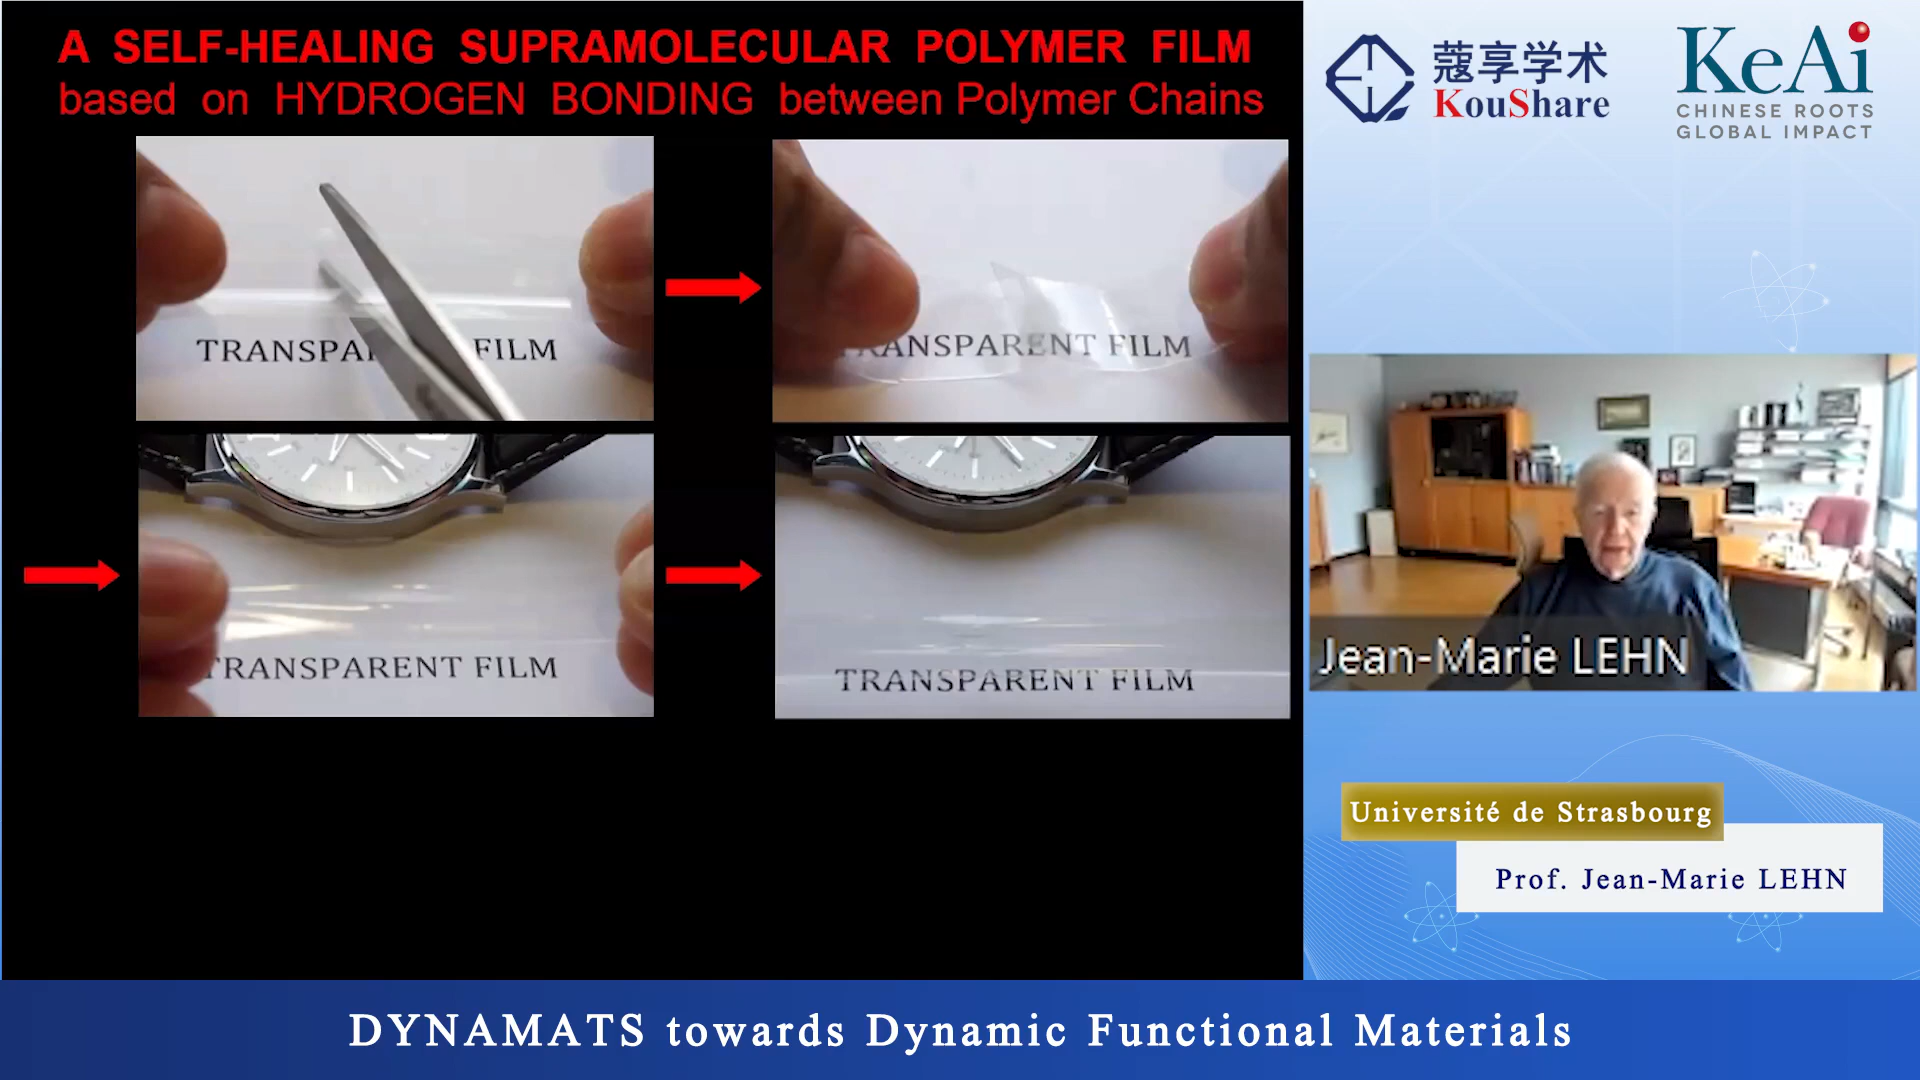 A SELF-HEALING SUPRAMOLECULAR POLYMER FILM
based on HYDROGEN BONDING between Polymer Chains
TRANSPA FILM
TRANSPARENT FILM
TRANSPARENT FILM
TRANSPARENT FILM
蔻享学术
KouShare
KeAi
CHINESE ROOTS
GLOBAL IMPACT
Jean-Marie LEHN
Université de Strasbourg
Prof. Jean-Marie LEHN
DYNAMATS towards Dynamic Functional Materials